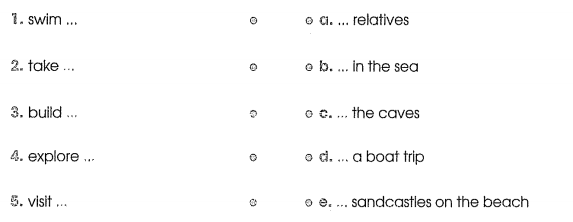 1. swim ... a. ... relatives
2. take ... b. ... in the sea
3. build ... c. ... the caves
4. explore ... d. ... a boat trip
5. visit ... e. ... sandcastles on the beach